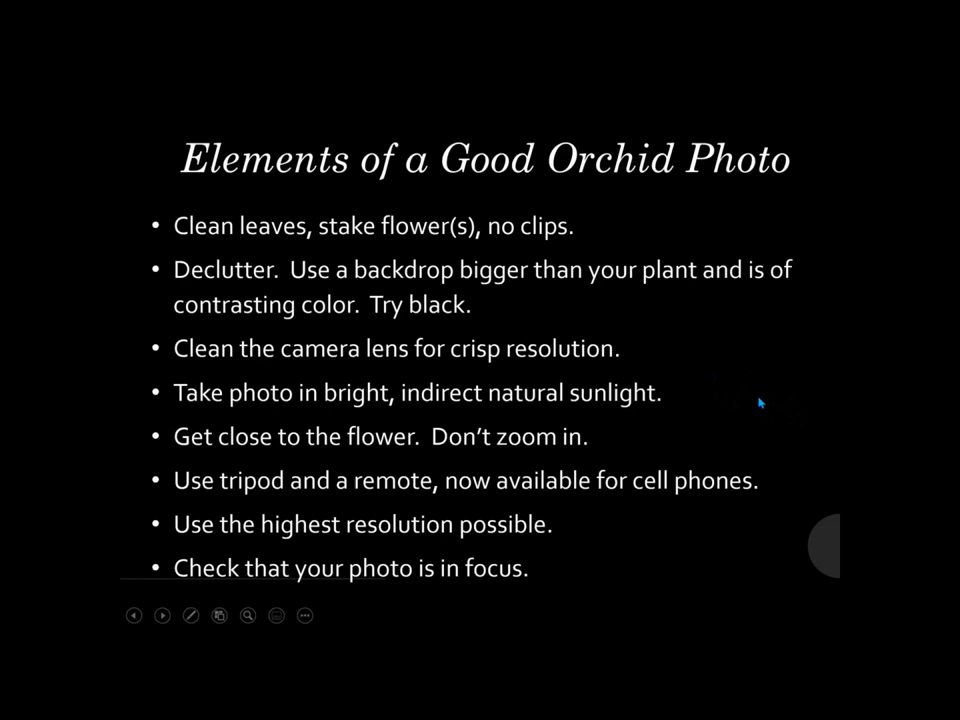 Elements of a Good Orchid Photo
• Clean leaves, stake flower(s), no clips.
• Declutter.  Use a backdrop bigger than your plant and is of
contrasting color.  Try black.
• Clean the camera lens for crisp resolution.
• Take photo in bright, indirect natural sunlight.
• Get close to the flower.  Don’t zoom in.
• Use tripod and a remote, now available for cell phones.
• Use the highest resolution possible.
• Check that your photo is in focus.